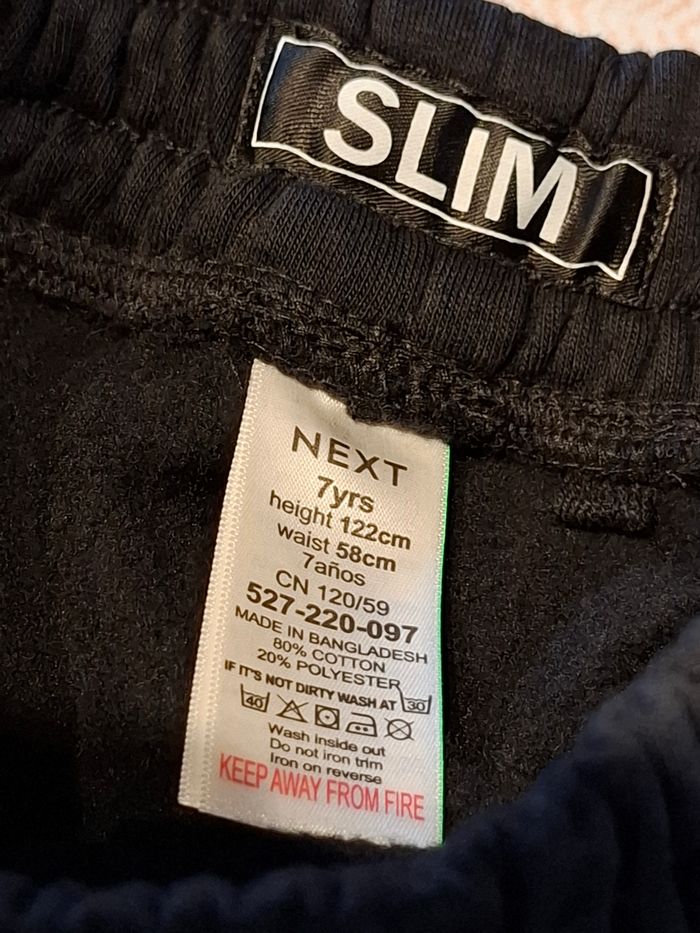 SLIM
NEXT
7yrs
height 122cm
waist 58cm
7años
CN 120/59
527-220-097
MADE IN BANGLADESH
80% COTTON
20% POLYESTER
IF IT'S NOT DIRTY WASH AT 30
40
Wash inside out
Do not iron trim
Iron on reverse
KEEP AWAY FROM FIRE